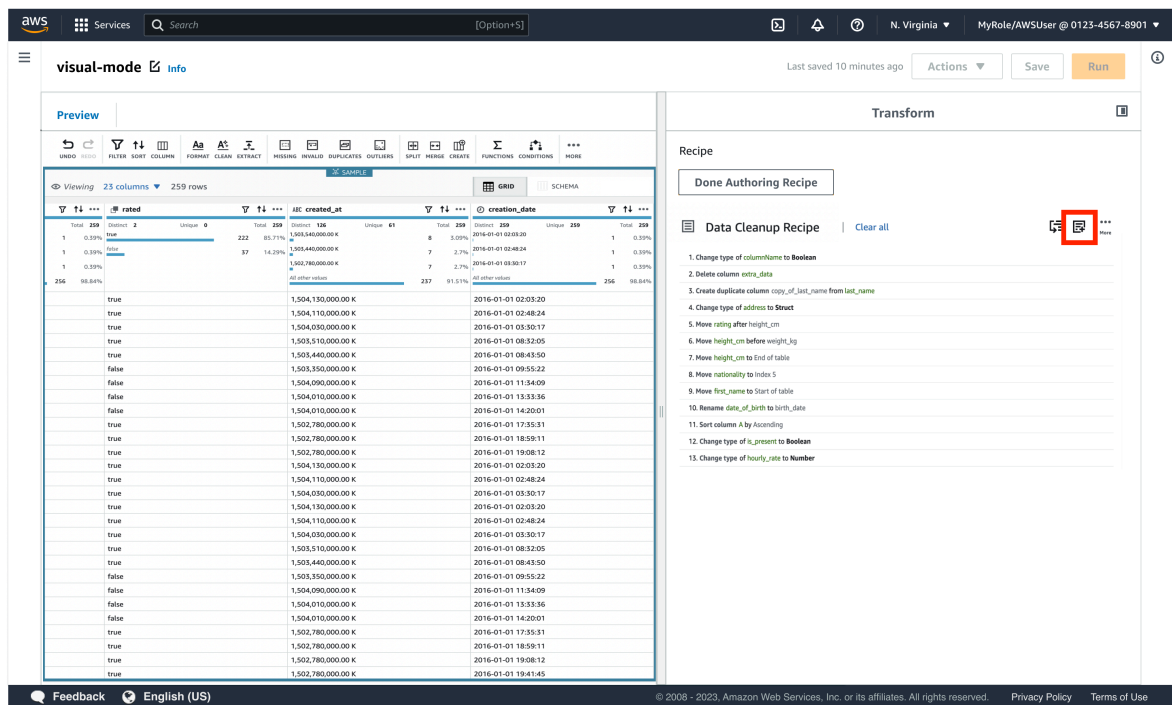 aws Services Search [Option+S] N. Virginia ▼ MyRole/AWSUser @ 0123-4567-8901 ▼
visual-mode Info Last saved 10 minutes ago Actions ▼ Save Run
Preview
Transform
UNDO REDO FILTER SORT COLUMN FORMAT CLEAN EXTRACT MISSING INVALID DUPLICATES OUTLIERS SPLIT MERGE CREATE FUNCTIONS CONDITIONS MORE
Recipe
SAMPLE
Done Authoring Recipe
Viewing 23 columns ▼ 259 rows GRID SCHEMA
rated ABC created_at creation_date
Total 259 Distinct 2 Unique 0 Total 259 Distinct 126 Unique 61 Total 259 Distinct 259 Unique 259 Total 259
1 0.39% true 222 85.71% 1,503,540,000.00 K 8 3.09% 2016-01-01 02:03:20 1 0.39%
1 0.39% false 37 14.29% 1,503,440,000.00 K 7 2.7% 2016-01-01 02:48:24 1 0.39%
1 0.39% 1,502,780,000.00 K 7 2.7% 2016-01-01 03:30:17 1 0.39%
256 98.84% All other values 237 91.51% All other values 256 98.84%
true 1,504,130,000.00 K 2016-01-01 02:03:20
true 1,504,110,000.00 K 2016-01-01 02:48:24
true 1,504,030,000.00 K 2016-01-01 03:30:17
true 1,503,510,000.00 K 2016-01-01 08:32:05
true 1,503,440,000.00 K 2016-01-01 08:43:50
false 1,503,350,000.00 K 2016-01-01 09:55:22
false 1,504,090,000.00 K 2016-01-01 11:34:09
false 1,504,010,000.00 K 2016-01-01 13:33:36
false 1,504,010,000.00 K 2016-01-01 14:20:01
true 1,502,780,000.00 K 2016-01-01 17:35:31
true 1,502,780,000.00 K 2016-01-01 18:59:11
true 1,502,780,000.00 K 2016-01-01 19:08:12
true 1,504,130,000.00 K 2016-01-01 02:03:20
true 1,504,110,000.00 K 2016-01-01 02:48:24
true 1,504,030,000.00 K 2016-01-01 03:30:17
true 1,504,130,000.00 K 2016-01-01 02:03:20
true 1,504,110,000.00 K 2016-01-01 02:48:24
true 1,504,030,000.00 K 2016-01-01 03:30:17
true 1,503,510,000.00 K 2016-01-01 08:32:05
true 1,503,440,000.00 K 2016-01-01 08:43:50
false 1,503,350,000.00 K 2016-01-01 09:55:22
false 1,504,090,000.00 K 2016-01-01 11:34:09
false 1,504,010,000.00 K 2016-01-01 13:33:36
false 1,504,010,000.00 K 2016-01-01 14:20:01
true 1,502,780,000.00 K 2016-01-01 17:35:31
true 1,502,780,000.00 K 2016-01-01 18:59:11
true 1,502,780,000.00 K 2016-01-01 19:08:12
true 1,502,780,000.00 K 2016-01-01 19:41:45
Data Cleanup Recipe Clear all More
1. Change type of columnName to Boolean
2. Delete column extra_data
3. Create duplicate column copy_of_last_name from last_name
4. Change type of address to Struct
5. Move rating after height_cm
6. Move height_cm before weight_kg
7. Move height_cm to End of table
8. Move nationality to Index 5
9. Move first_name to Start of table
10. Rename date_of_birth to birth_date
11. Sort column A by Ascending
12. Change type of is_present to Boolean
13. Change type of hourly_rate to Number
Feedback English (US) © 2008 - 2023, Amazon Web Services, Inc. or its affiliates. All rights reserved. Privacy Policy Terms of Use